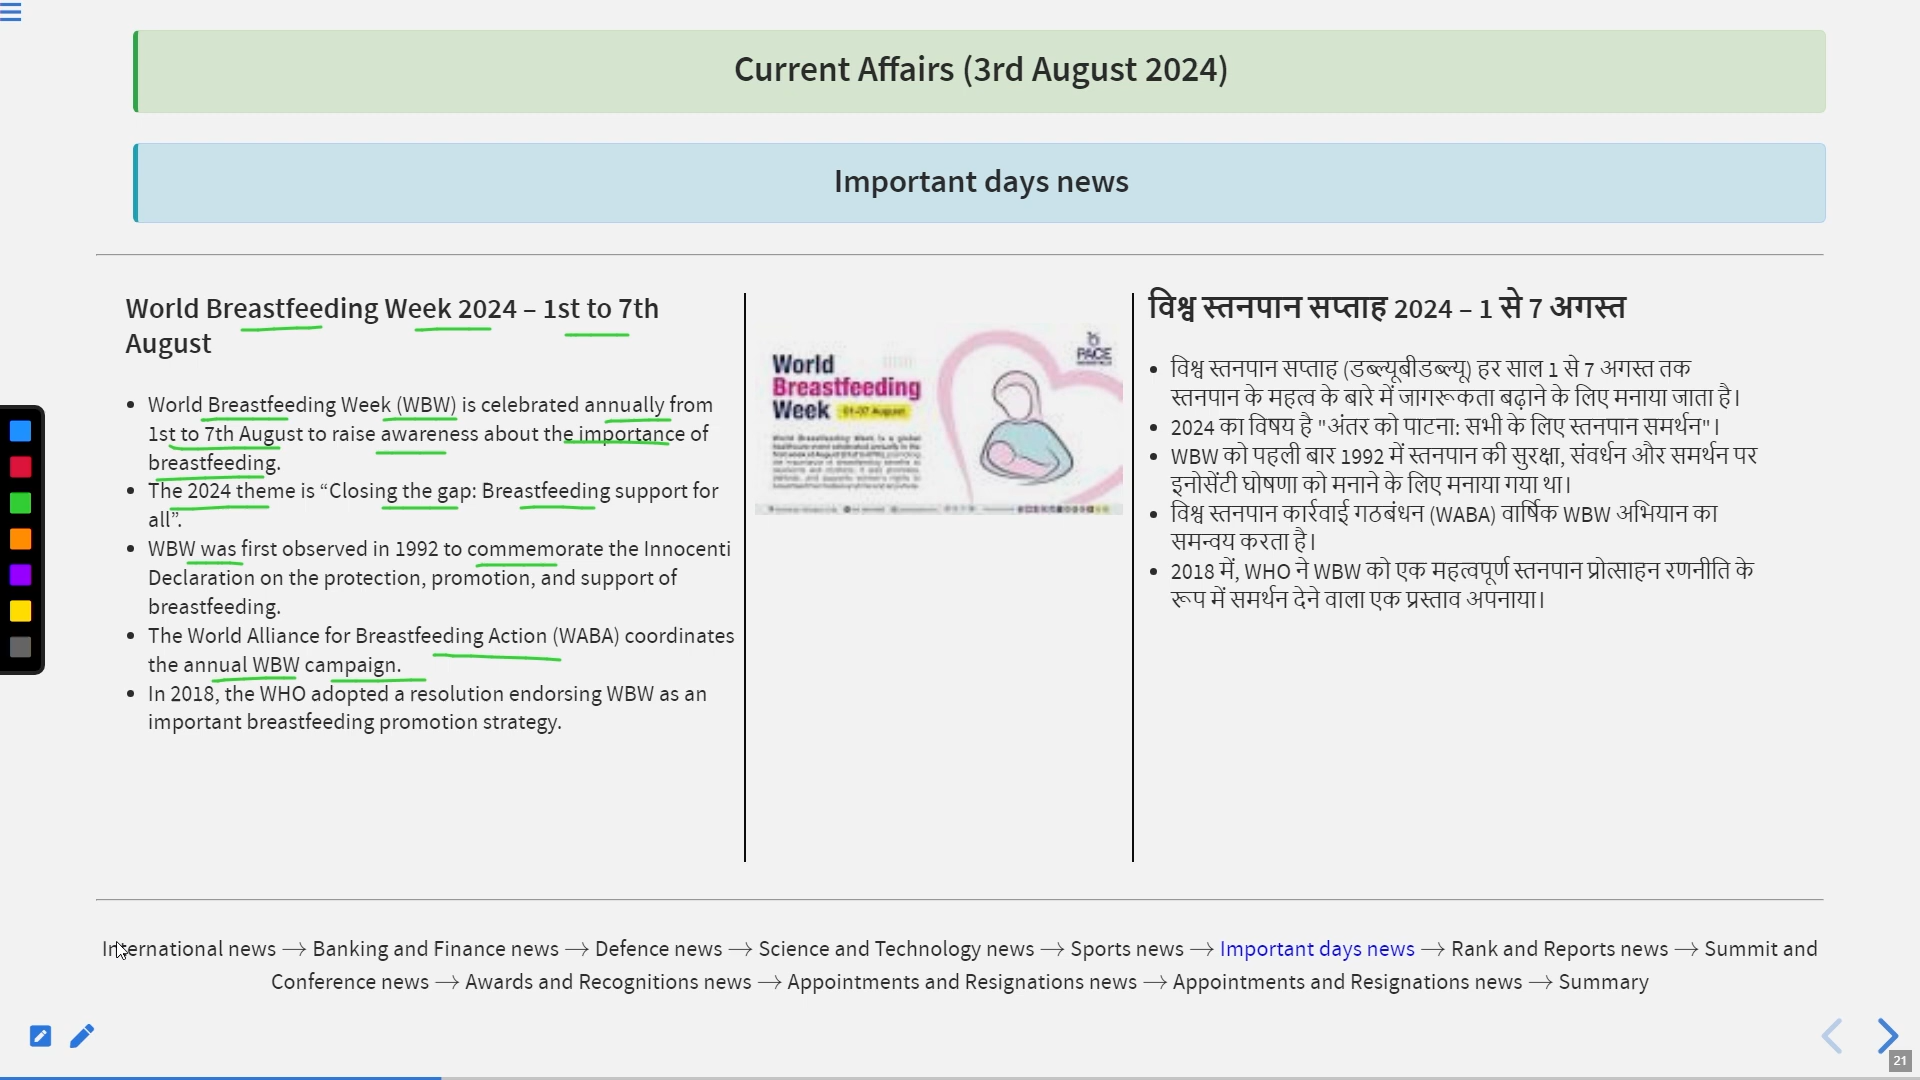 Current Affairs (3rd August 2024)
Important days news
World Breastfeeding Week 2024 – 1st to 7th
August
World Breastfeeding Week (WBW) is celebrated annually from
1st to 7th August to raise awareness about the importance of
breastfeeding.
The 2024 theme is “Closing the gap: Breastfeeding support for
all”.
WBW was first observed in 1992 to commemorate the Innocenti
Declaration on the protection, promotion, and support of
breastfeeding.
The World Alliance for Breastfeeding Action (WABA) coordinates
the annual WBW campaign.
In 2018, the WHO adopted a resolution endorsing WBW as an
important breastfeeding promotion strategy.
PACE
World
Breastfeeding
Week 01-07 August
विश्व स्तनपान सप्ताह 2024 – 1 से 7 अगस्त
विश्व स्तनपान सप्ताह (डब्ल्यूबीडब्ल्यू) हर साल 1 से 7 अगस्त तक
स्तनपान के महत्व के बारे में जागरूकता बढ़ाने के लिए मनाया जाता है।
2024 का विषय है "अंतर को पाटना: सभी के लिए स्तनपान समर्थन"।
WBW को पहली बार 1992 में स्तनपान की सुरक्षा, संवर्धन और समर्थन पर
इनोसेंटी घोषणा को मनाने के लिए मनाया गया था।
विश्व स्तनपान कार्रवाई गठबंधन (WABA) वार्षिक WBW अभियान का
समन्वय करता है।
2018 में, WHO ने WBW को एक महत्वपूर्ण स्तनपान प्रोत्साहन रणनीति के
रूप में समर्थन देने वाला एक प्रस्ताव अपनाया।
International news → Banking and Finance news → Defence news → Science and Technology news → Sports news → Important days news → Rank and Reports news → Summit and
Conference news → Awards and Recognitions news → Appointments and Resignations news → Appointments and Resignations news → Summary
21